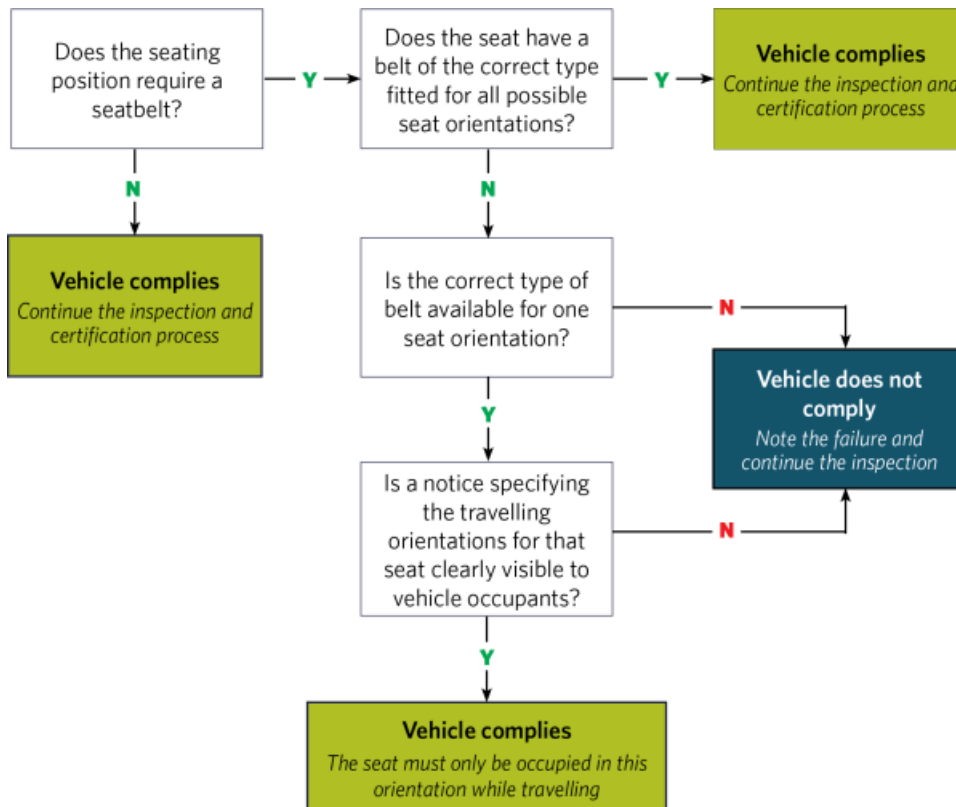 Does the seating
position require a
seatbelt?
Y
Does the seat have a
belt of the correct type
fitted for all possible
seat orientations?
Y
Vehicle complies
Continue the inspection and
certification process
N
N
Vehicle complies
Continue the inspection and
certification process
Is the correct type of
belt available for one
seat orientation?
N
Vehicle does not
comply
Note the failure and
continue the inspection
Y
Is a notice specifying
the travelling
orientations for that
seat clearly visible to
vehicle occupants?
N
Y
Vehicle complies
The seat must only be occupied in this
orientation while travelling